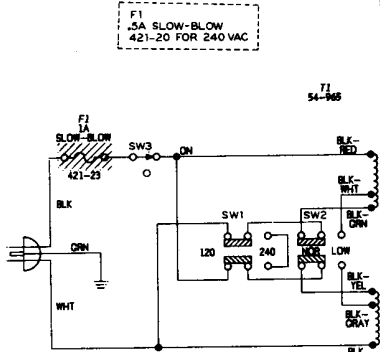 F1
.5A SLOW-BLOW
421-20 FOR 240 VAC
T1
54-965
F1
1A
SLOW-BLOW
421-23
SW3
ON
BLK-
RED
BLK-
WHT
BLK-
GRN
BLK
SW1
SW2
120
240
NOR
LOW
GRN
BLK-
YEL
WHT
BLK-
GRAY
BLK